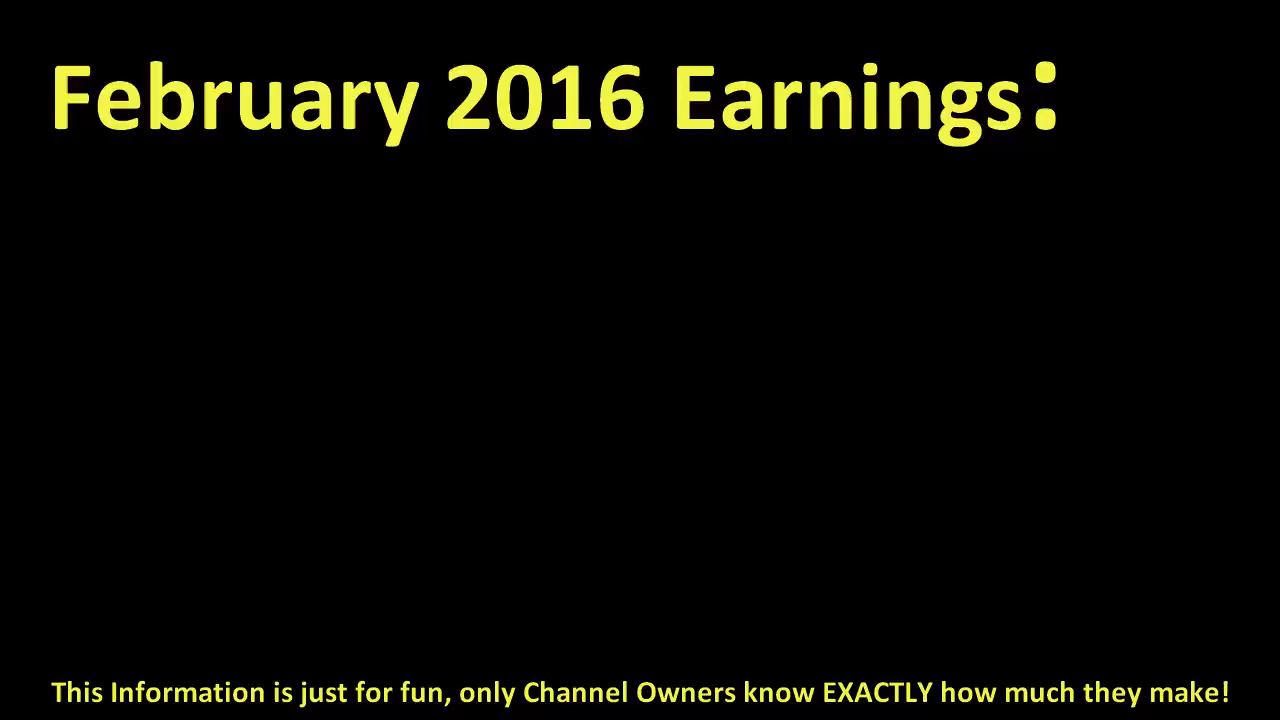 February 2016 Earnings:
This Information is just for fun, only Channel Owners know EXACTLY how much they make!